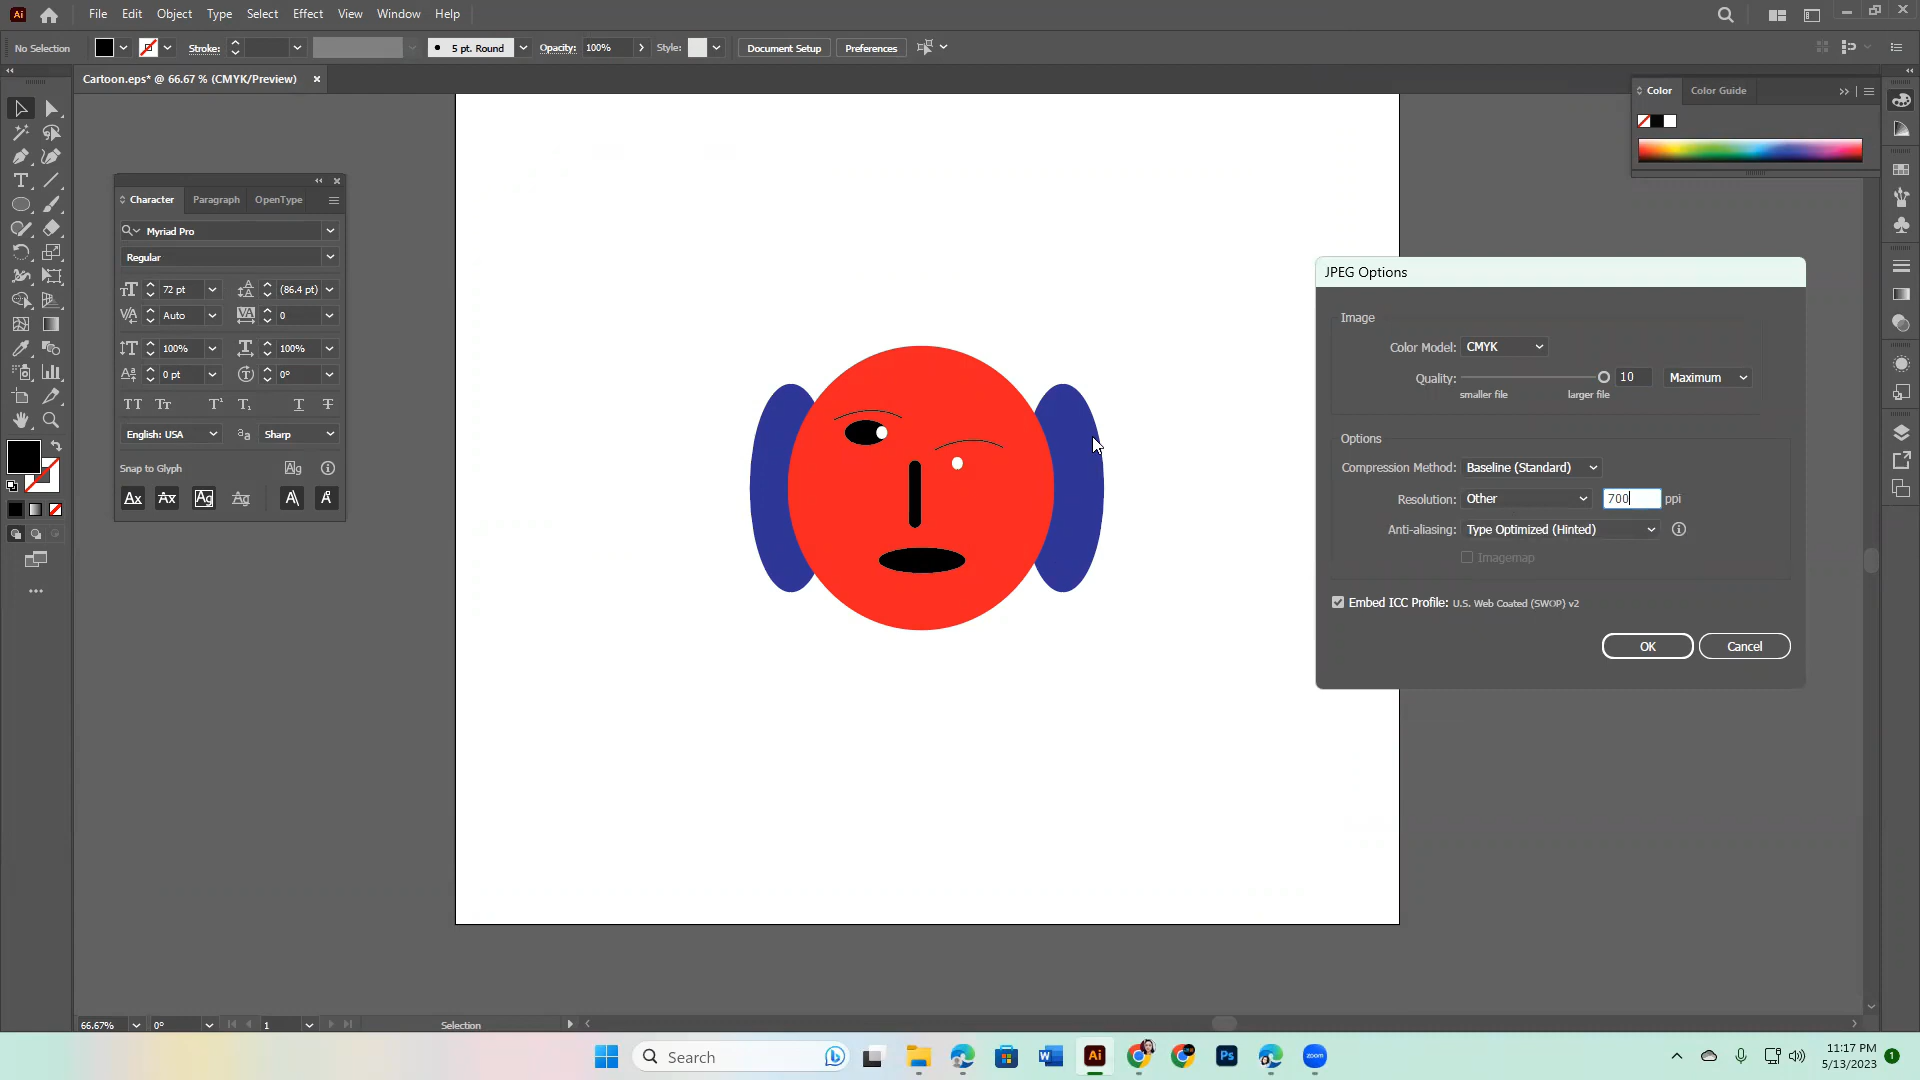 Ai File Edit Object Type Select Effect View Window Help
No Selection Stroke: 5 pt. Round Opacity: 100% Style: Document Setup Preferences
Cartoon.eps* @ 66.67 % (CMYK/Preview)
Color Color Guide
Character Paragraph OpenType
Myriad Pro
Regular
72 pt (86.4 pt)
Auto 0
100% 100%
0 pt 0°
English: USA Sharp
Snap to Glyph
JPEG Options
Image
Color Model: CMYK
Quality: 10 Maximum
smaller file larger file
Options
Compression Method: Baseline (Standard)
Resolution: Other 700 ppi
Anti-aliasing: Type Optimized (Hinted)
Imagemap
Embed ICC Profile: U.S. Web Coated (SWOP) v2
OK Cancel
66.67% 0° 1 Selection
Search
Ai Ps zoom
11:17 PM
5/13/2023 1